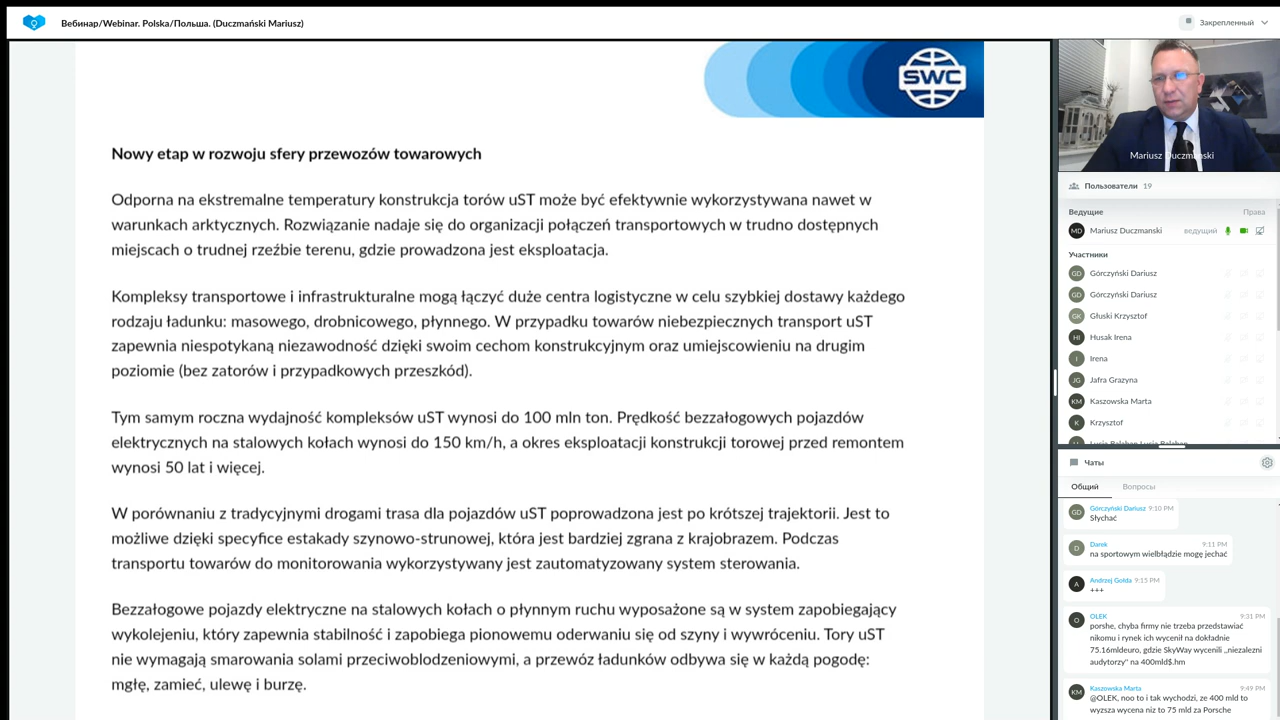 Вебинар/Webinar. Polska/Польша. (Duczmański Mariusz)
Закрепленный
SWC
Nowy etap w rozwoju sfery przewozów towarowych
Odporna na ekstremalne temperatury konstrukcja torów uST może być efektywnie wykorzystywana nawet w
warunkach arktycznych. Rozwiązanie nadaje się do organizacji połączeń transportowych w trudno dostępnych
miejscach o trudnej rzeźbie terenu, gdzie prowadzona jest eksploatacja.
Kompleksy transportowe i infrastrukturalne mogą łączyć duże centra logistyczne w celu szybkiej dostawy każdego
rodzaju ładunku: masowego, drobnicowego, płynnego. W przypadku towarów niebezpiecznych transport uST
zapewnia niespotykaną niezawodność dzięki swoim cechom konstrukcyjnym oraz umiejscowieniu na drugim
poziomie (bez zatorów i przypadkowych przeszkód).
Tym samym roczna wydajność kompleksów uST wynosi do 100 mln ton. Prędkość bezzałogowych pojazdów
elektrycznych na stalowych kołach wynosi do 150 km/h, a okres eksploatacji konstrukcji torowej przed remontem
wynosi 50 lat i więcej.
W porównaniu z tradycyjnymi drogami trasa dla pojazdów uST poprowadzona jest po krótszej trajektorii. Jest to
możliwe dzięki specyfice estakady szynowo-strunowej, która jest bardziej zgrana z krajobrazem. Podczas
transportu towarów do monitorowania wykorzystywany jest zautomatyzowany system sterowania.
Bezzałogowe pojazdy elektryczne na stalowych kołach o płynnym ruchu wyposażone są w system zapobiegający
wykolejeniu, który zapewnia stabilność i zapobiega pionowemu oderwaniu się od szyny i wywróceniu. Tory uST
nie wymagają smarowania solami przeciwoblodzeniowymi, a przewóz ładunków odbywa się w każdą pogodę:
mgłę, zamieć, ulewę i burzę.
Mariusz Duczmanski
Пользователи 19
Ведущие Права
MD Mariusz Duczmanski ведущий
Участники
GD Górczyński Dariusz
GD Górczyński Dariusz
GK Głuski Krzysztof
HI Husak Irena
I Irena
JG Jafra Grazyna
KM Kaszowska Marta
K Krzysztof
Lucja Balaban Lucja Balaban
Чаты
Общий Вопросы
GD Górczyński Dariusz 9:10 PM
Słychać
D Darek 9:11 PM
na sportowym wielbłądzie mogę jechać
A Andrzej Gołda 9:15 PM
+++
O OLEK 9:31 PM
porshe, chyba firmy nie trzeba przedstawiać
nikomu i rynek ich wycenił na dokładnie
75.16mldeuro, gdzie SkyWay wycenili ,,niezalezni
audytorzy" na 400mld$.hm
KM Kaszowska Marta 9:49 PM
@OLEK, noo to i tak wychodzi, ze 400 mld to
wyzsza wycena niz to 75 mld za Porsche